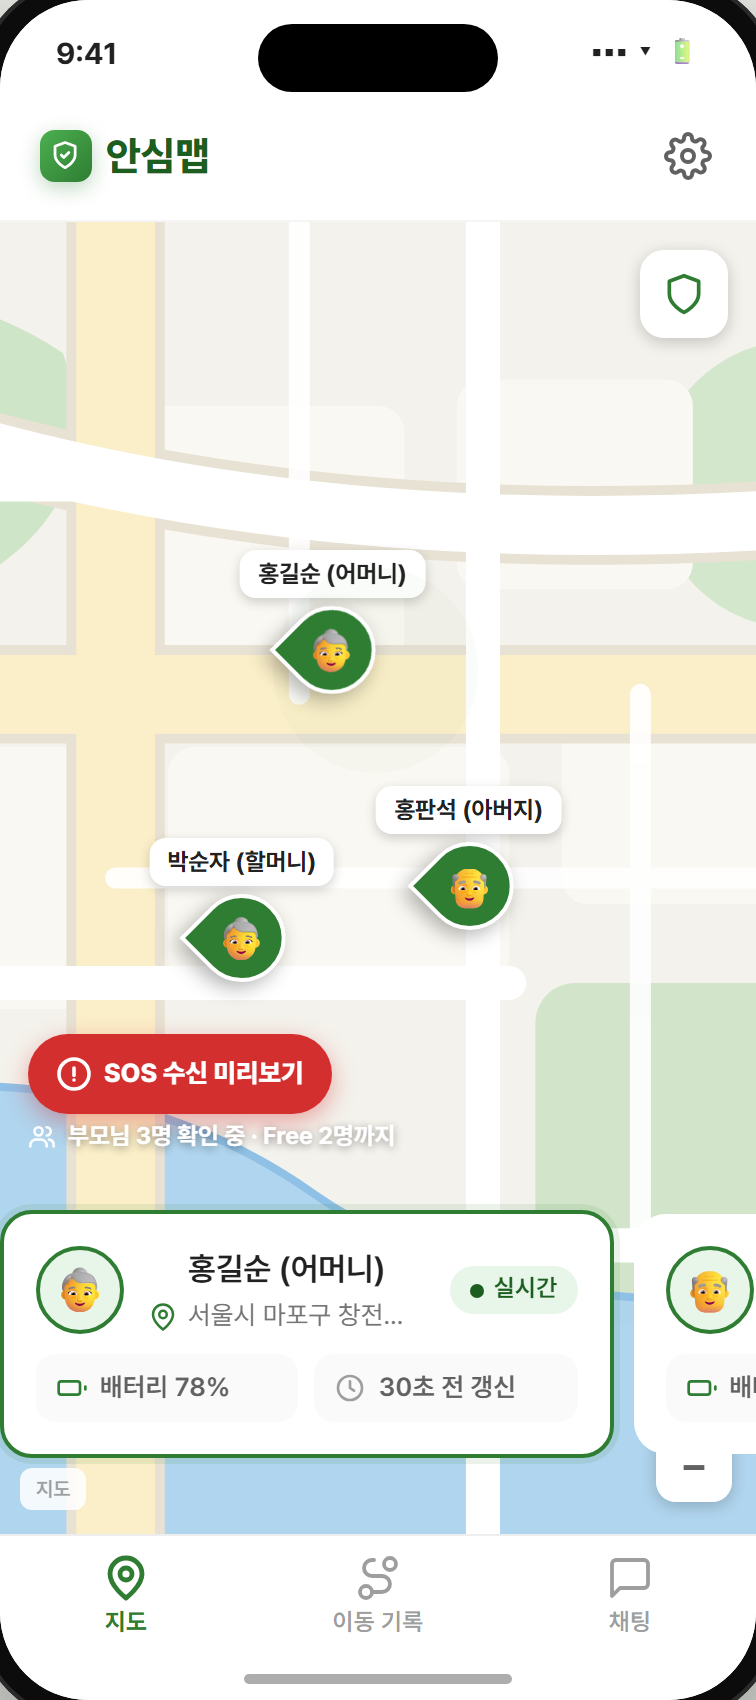 9:41
안심맵
홍길순 (어머니)
홍판석 (아버지)
박순자 (할머니)
SOS 수신 미리보기
부모님 3명 확인 중 · Free 2명까지
홍길순 (어머니)
서울시 마포구 창전...
실시간
배터리 78%
30초 전 갱신
지도
지도
이동 기록
채팅